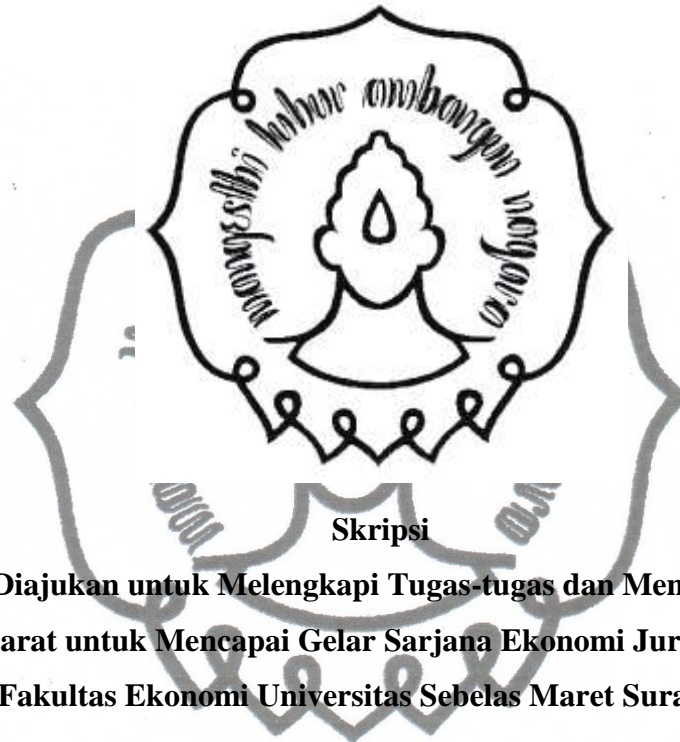 mangesthi luhur ambangun nagara
Skripsi
Diajukan untuk Melengkapi Tugas-tugas dan Men
arat untuk Mencapai Gelar Sarjana Ekonomi Jur
Fakultas Ekonomi Universitas Sebelas Maret Sura